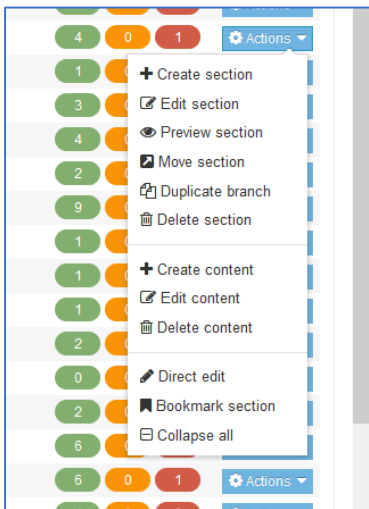 4 0 1 Actions
1
Create section
3
Edit section
4
Preview section
2
Move section
9
Duplicate branch
1
Delete section
1
Create content
1
Edit content
2
Delete content
0
Direct edit
2
Bookmark section
6
Collapse all
6 0 1 Actions